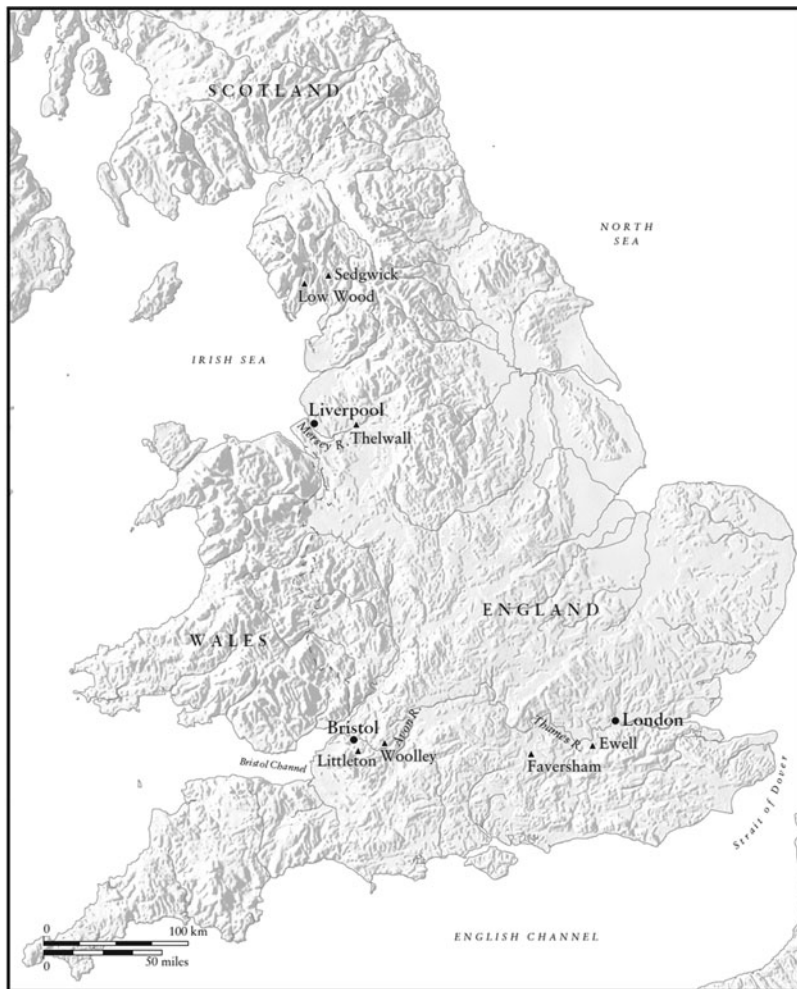 SCOTLAND
NORTH
SEA
Sedgwick
Low Wood
IRISH SEA
Liverpool
Mersey R.
Thelwall
ENGLAND
WALES
Avon R.
London
Thames R.
Bristol
Ewell
Littleton
Woolley
Bristol Channel
Faversham
Strait of Dover
0
100 km
ENGLISH CHANNEL
0
50 miles